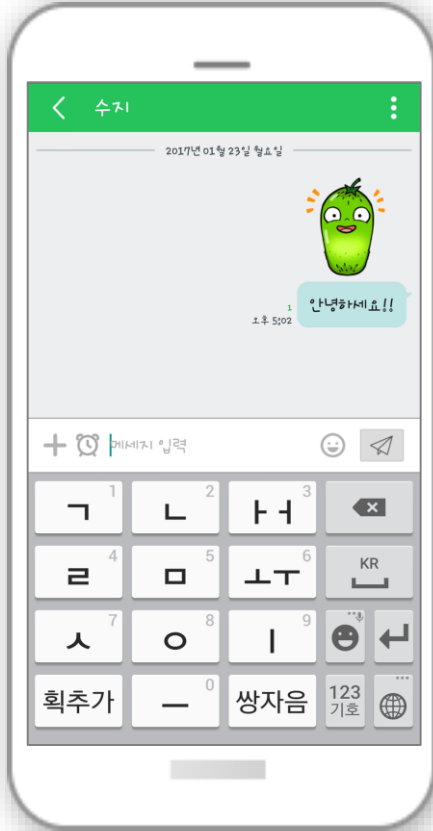 수지
2017년 01월 23일 월요일
안녕하세요!!
1
오후 5:02
메세지 입력
ㄱ 1 ㄴ 2 ㅏㅓ 3
ㄹ 4 ㅁ 5 ㅗㅜ 6 KR
ㅅ 7 ㅇ 8 ㅣ 9
획추가 ㅡ 0 쌍자음 123
기호